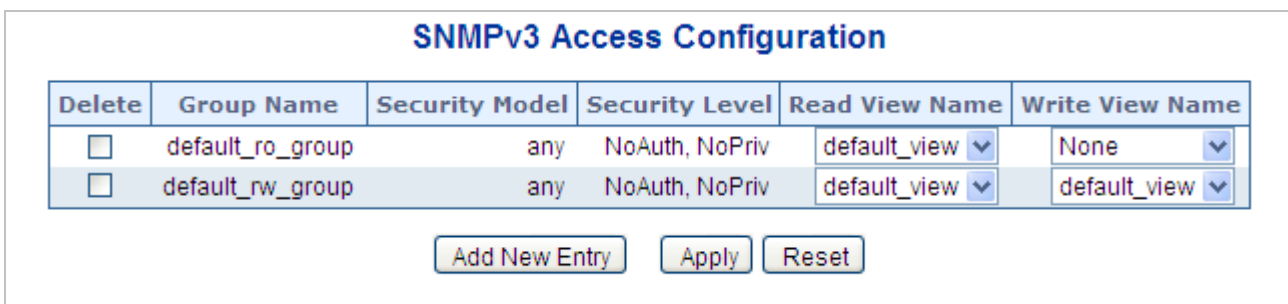 SNMPv3 Access Configuration
Delete Group Name Security Model Security Level Read View Name Write View Name
default_ro_group any NoAuth, NoPriv default_view None
default_rw_group any NoAuth, NoPriv default_view default_view
Add New Entry Apply Reset